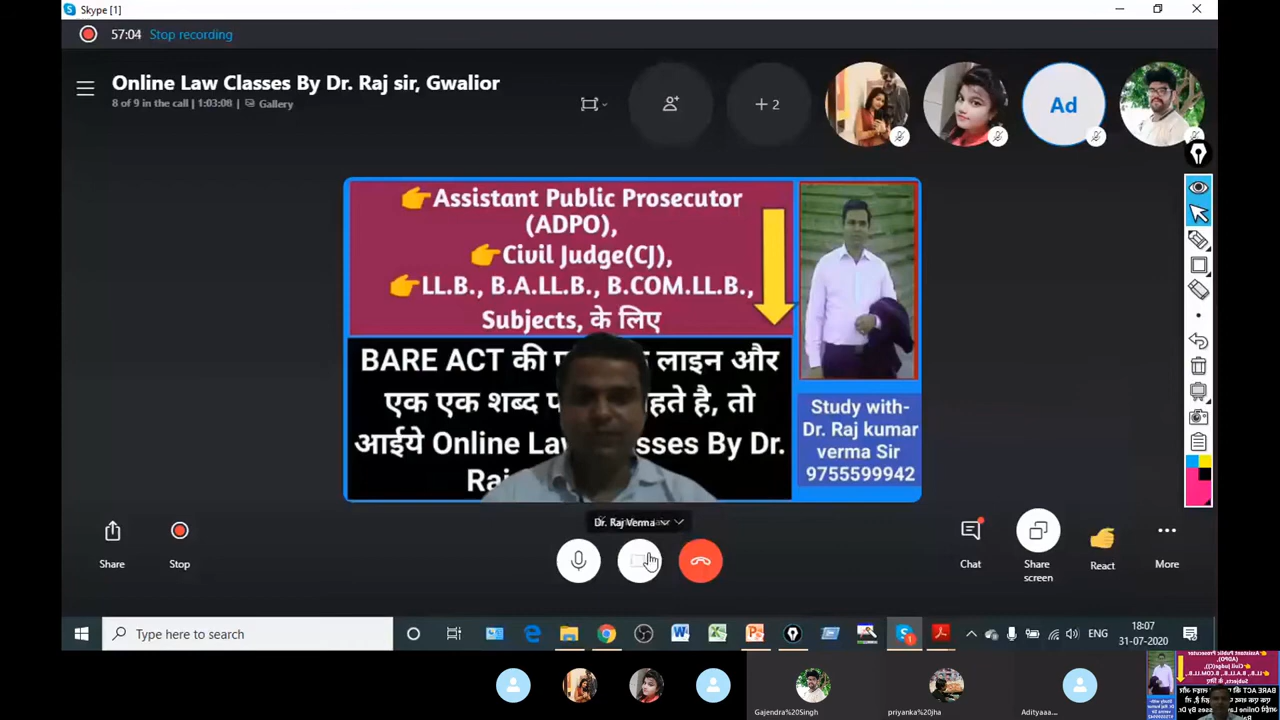 Skype [1]
57:04 Stop recording
Online Law Classes By Dr. Raj sir, Gwalior
8 of 9 in the call | 1:03:08 | Gallery
+ 2
Ad
👉Assistant Public Prosecutor
(ADPO),
👉Civil Judge(CJ),
👉LL.B., B.A.LL.B., B.COM.LL.B.,
Subjects, के लिए
BARE ACT की लाइन और
एक एक शब्द है, तो
आईये Online Law By Dr.
Study with-
Dr. Raj kumar
verma Sir
9755599942
Dr. Raj Verma
Share
Stop
Chat
Share
screen
React
More
Type here to search
ENG
18:07
31-07-2020
Gajendra%20Singh
priyanka%20jha
Adityaaa...